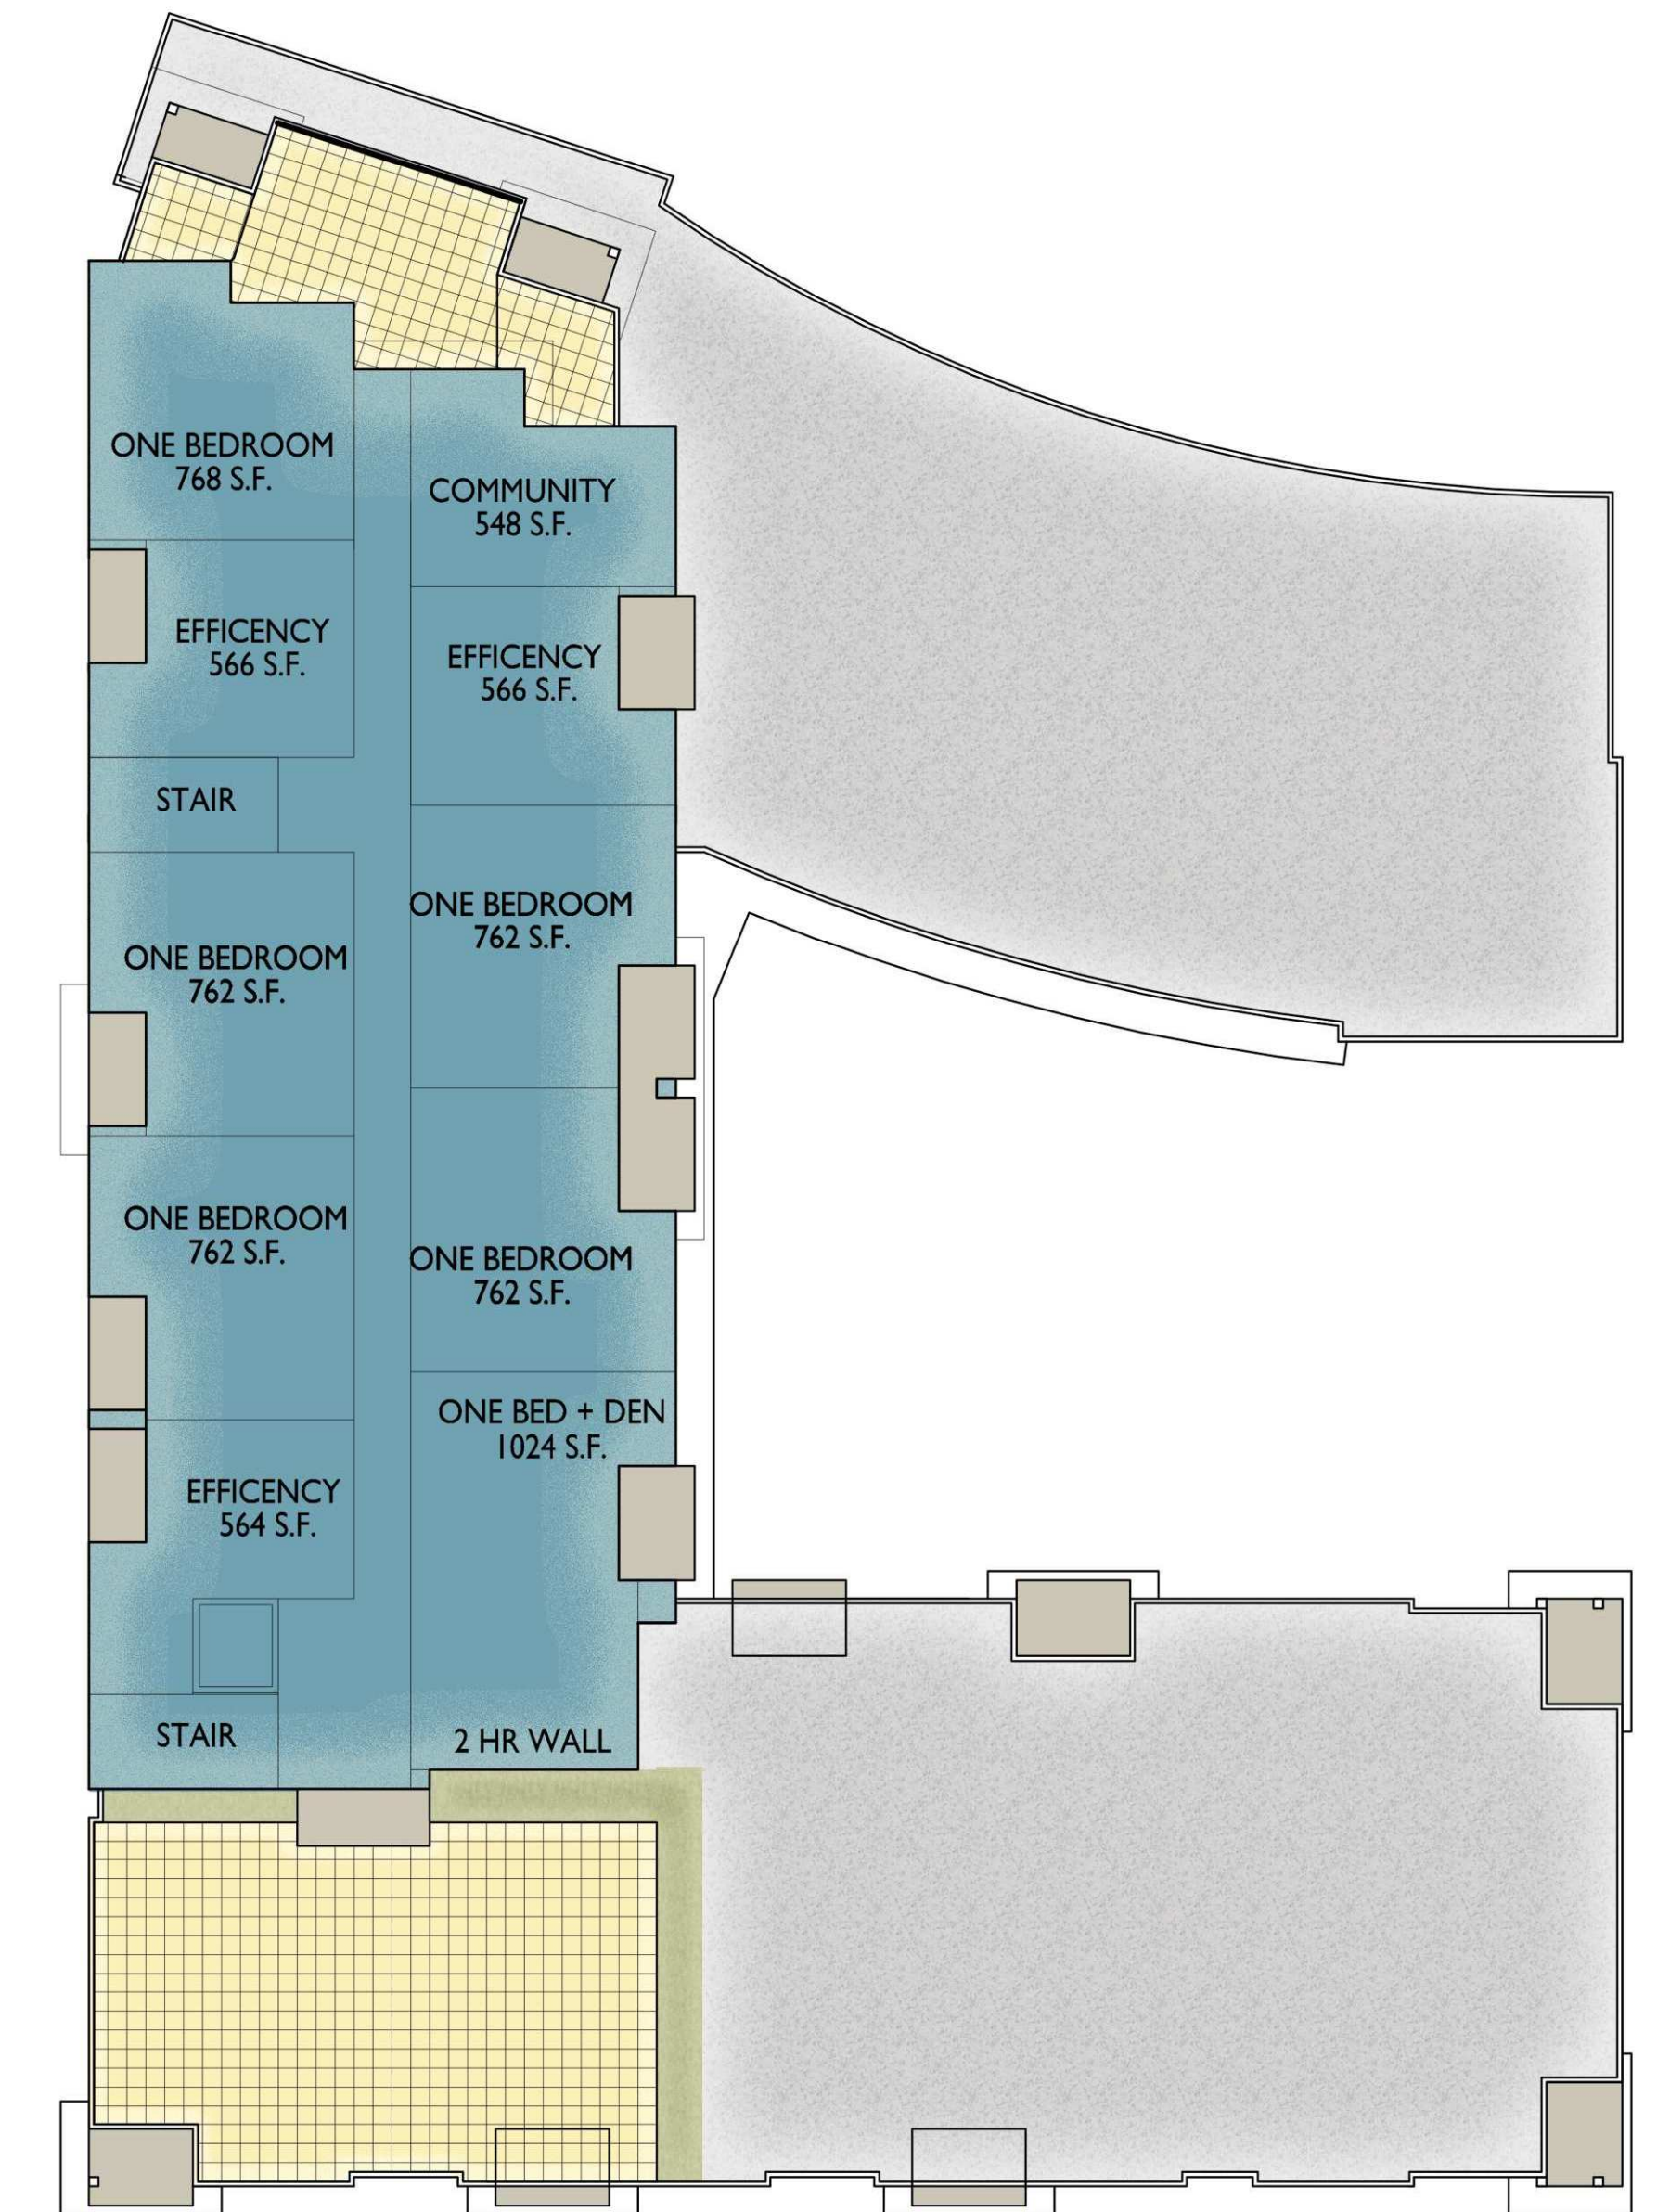 ONE BEDROOM
768 S.F.
COMMUNITY
548 S.F.
EFFICENCY
566 S.F.
EFFICENCY
566 S.F.
STAIR
ONE BEDROOM
762 S.F.
ONE BEDROOM
762 S.F.
ONE BEDROOM
762 S.F.
ONE BEDROOM
762 S.F.
ONE BED + DEN
1024 S.F.
EFFICENCY
564 S.F.
STAIR
2 HR WALL